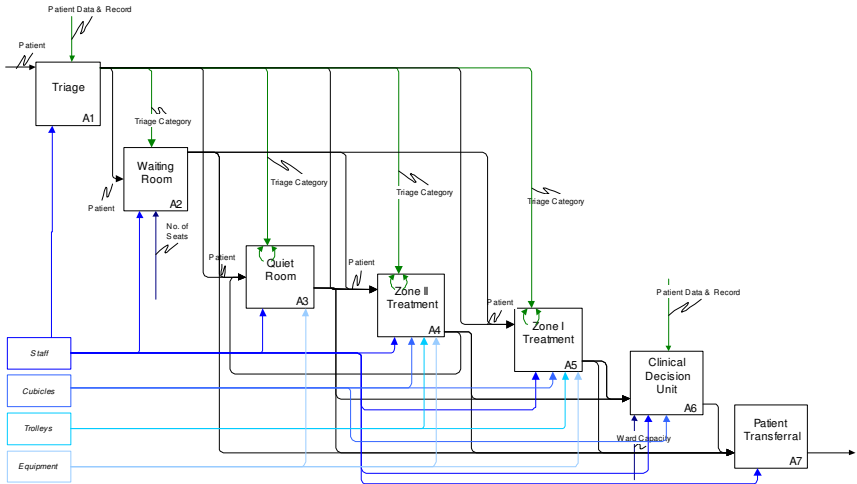 Patient Data & Record
Patient
Triage
A1
Triage Category
Waiting
Room
A2
Patient
No. of
Seats
Triage Category
Triage Category
Triage Category
Patient
Quiet
Room
A3
Patient
Zone II
Treatment
A4
Patient
Zone I
Treatment
A5
Patient Data & Record
Clinical
Decision
Unit
A6
Ward Capacity
Patient
Transferral
A7
Staff
Cubicles
Trolleys
Equipment